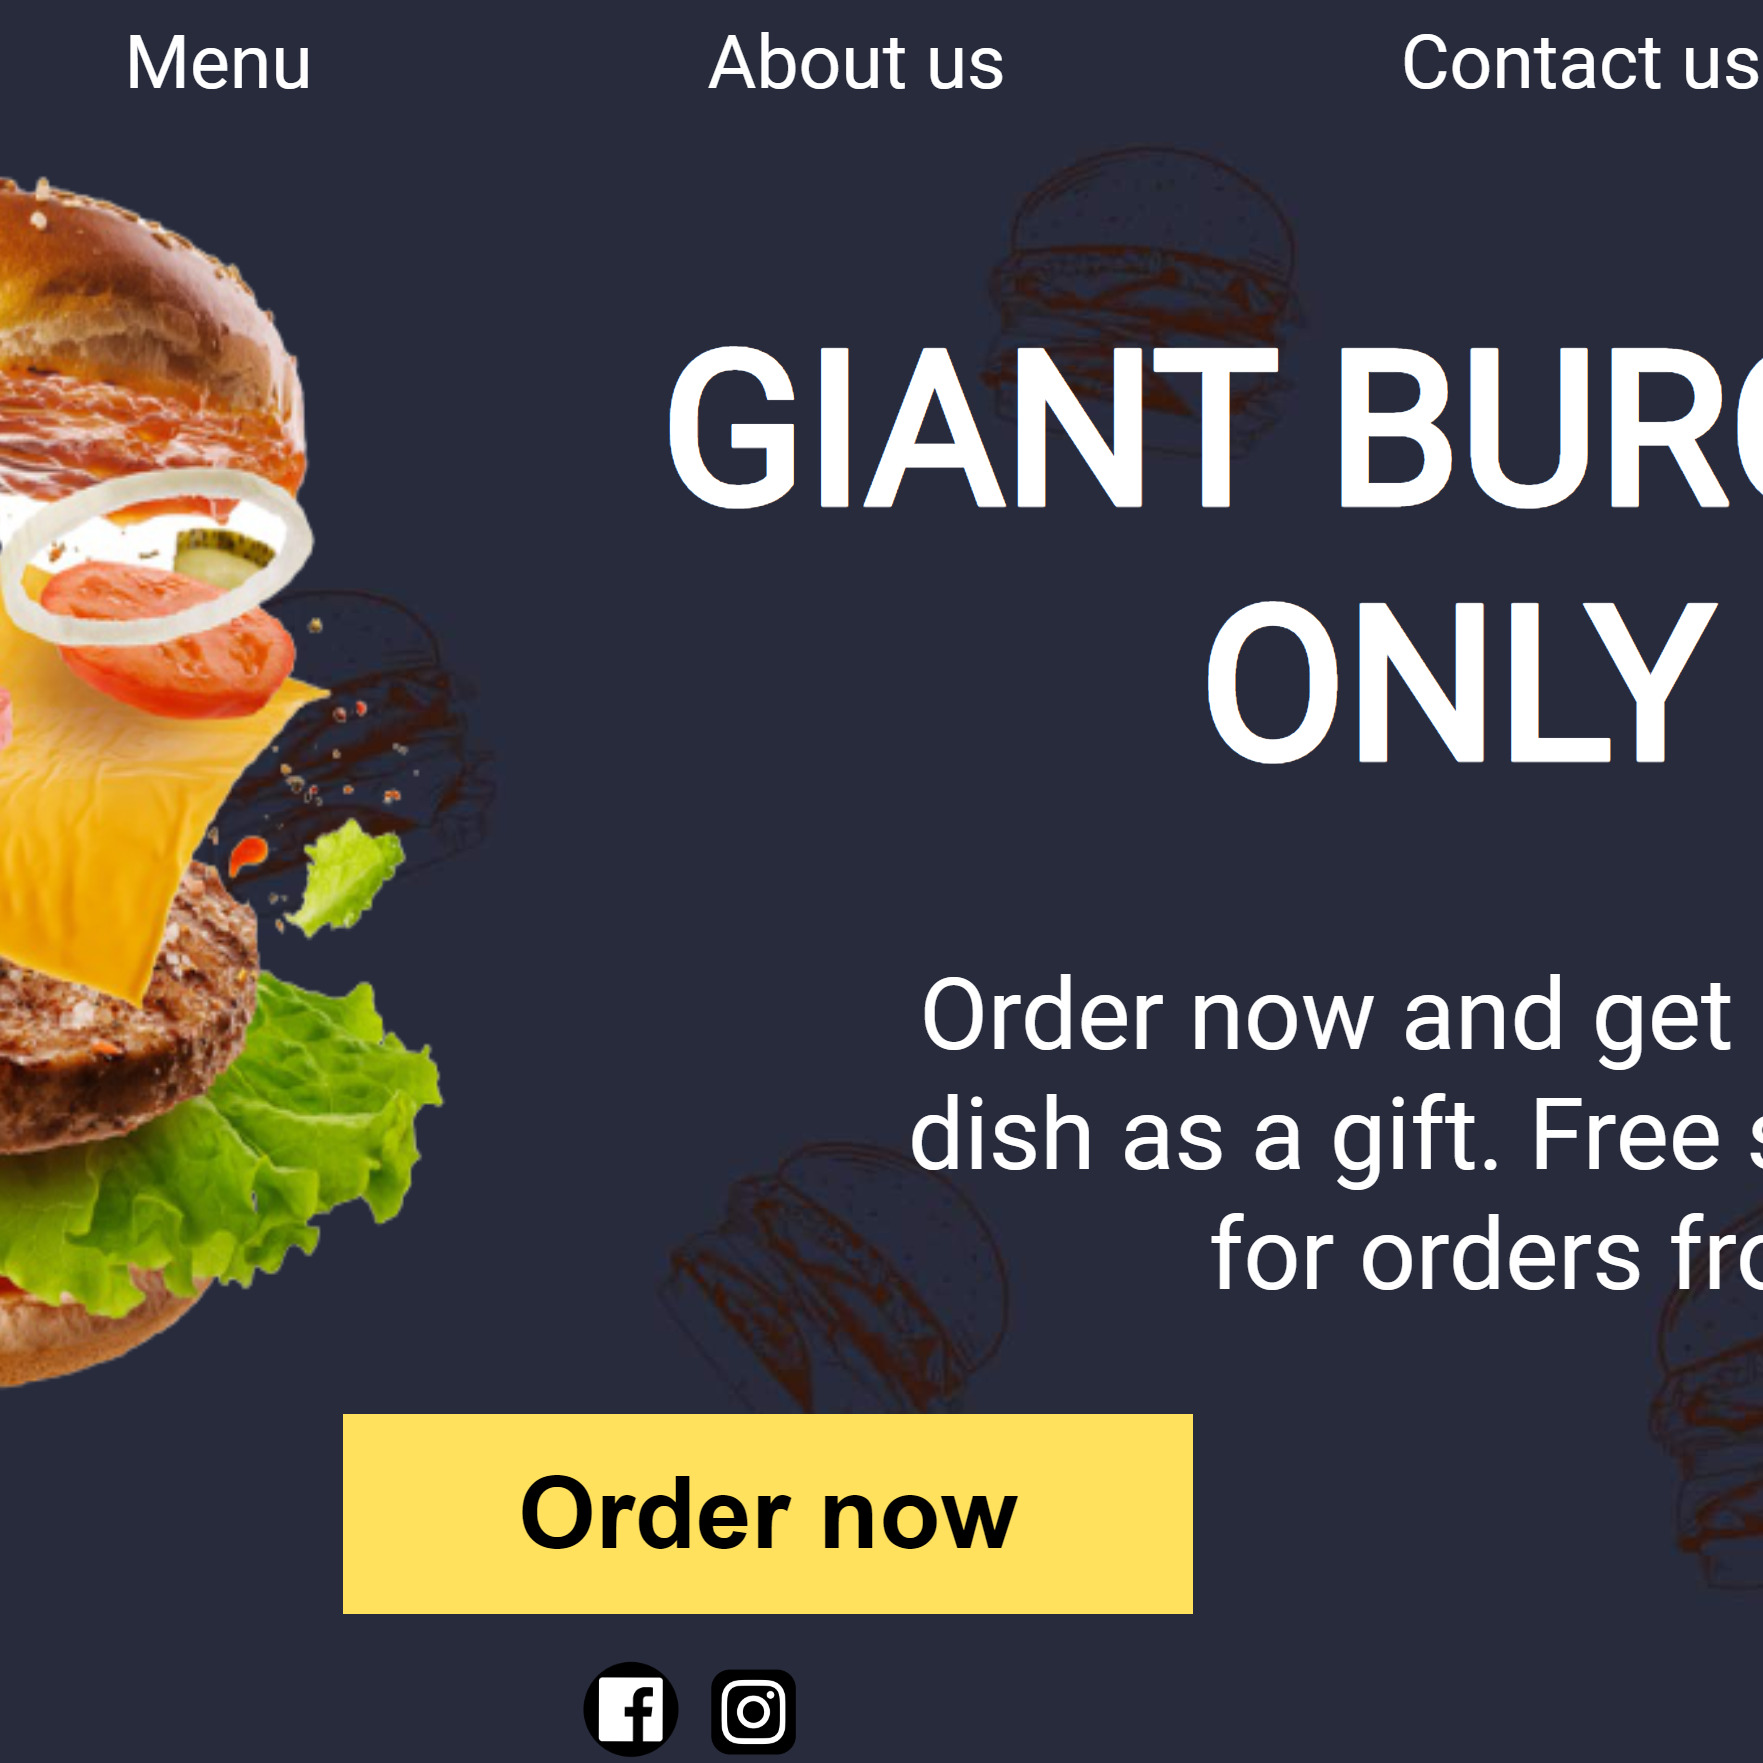 Menu About us Contact us
GIANT BURG
ONLY
Order now and get
dish as a gift. Free
for orders fro
Order now